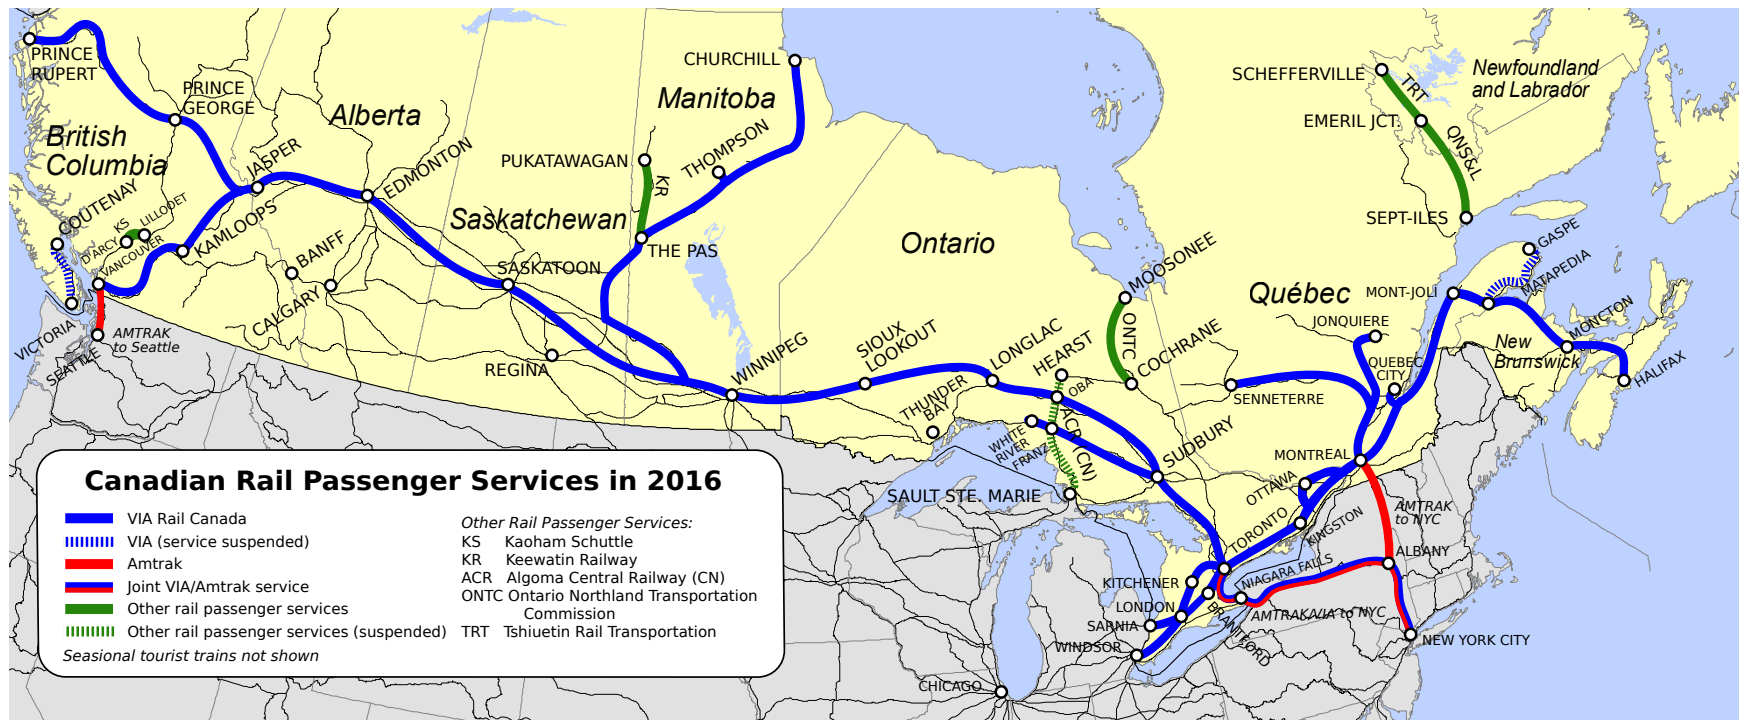 PRINCE
RUPERT
PRINCE
GEORGE
British
Columbia
Alberta
JASPER
EDMONTON
COUTENAY
KS
LILLODET
D'ARCY
VANCOUVER
KAMLOOPS
BANFF
CALGARY
VICTORIA
SEATTLE
AMTRAK
to Seattle
CHURCHILL
Manitoba
PUKATAWAGAN
KR
THOMPSON
Saskatchewan
THE PAS
SASKATOON
REGINA
WINNIPEG
Ontario
SIOUX
LOOKOUT
THUNDER
BAY
LONGLAC
HEARST
OBA
MOOSONEE
ONTC
COCHRANE
WHITE
RIVER
FRANZ
ACR (CN)
SUDBURY
SAULT STE. MARIE
SCHEFFERVILLE
TRT
EMERIL JCT.
QNS&L
SEPT-ILES
Newfoundland
and Labrador
Québec
GASPE
MATAPEDIA
MONT-JOLI
JONQUIERE
QUEBEC
CITY
New
Brunswick
MONCTON
HALIFAX
SENNETERRE
MONTREAL
OTTAWA
TORONTO
KINGSTON
AMTRAK
to NYC
ALBANY
NIAGARA FALLS
AMTRAK/VIA to NYC
KITCHENER
LONDON
SARNIA
BRANTFORD
WINDSOR
NEW YORK CITY
CHICAGO
Canadian Rail Passenger Services in 2016
VIA Rail Canada
VIA (service suspended)
Amtrak
Joint VIA/Amtrak service
Other rail passenger services
Other rail passenger services (suspended)
Seasonal tourist trains not shown
Other Rail Passenger Services:
KS Kaoham Schuttle
KR Keewatin Railway
ACR Algoma Central Railway (CN)
ONTC Ontario Northland Transportation
Commission
TRT Tshiuetin Rail Transportation